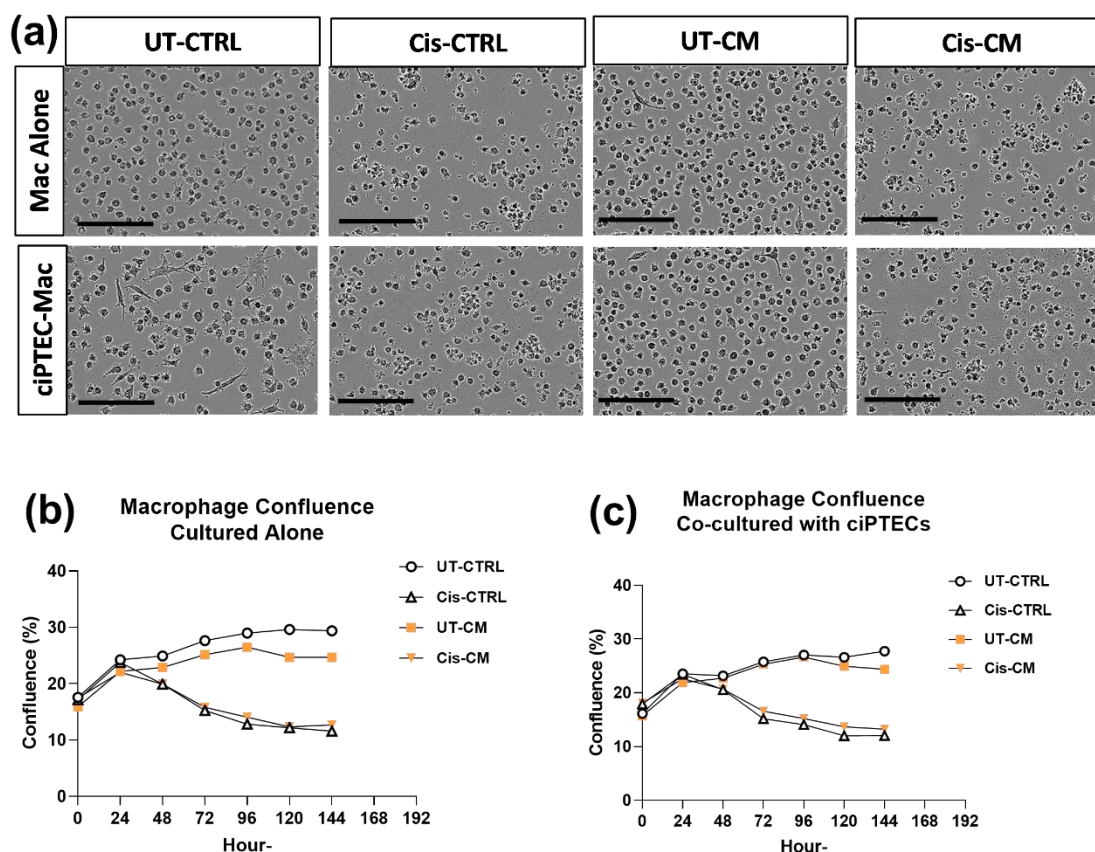 (a)
UT-CTRL
Cis-CTRL
UT-CM
Cis-CM
Mac Alone
ciPTEC-Mac
(b)
Macrophage Confluence
Cultured Alone
UT-CTRL
Cis-CTRL
UT-CM
Cis-CM
Confluence (%)
40
30
20
10
0
0 24 48 72 96 120 144 168 192
Hour-
(c)
Macrophage Confluence
Co-cultured with ciPTECs
UT-CTRL
Cis-CTRL
UT-CM
Cis-CM
Confluence (%)
40
30
20
10
0
0 24 48 72 96 120 144 168 192
Hour-